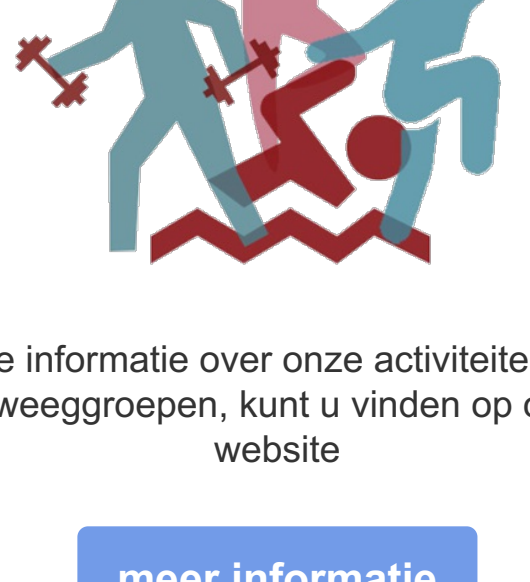 e informatie over onze activiteite
weeggroepen, kunt u vinden op
website
meer informatie